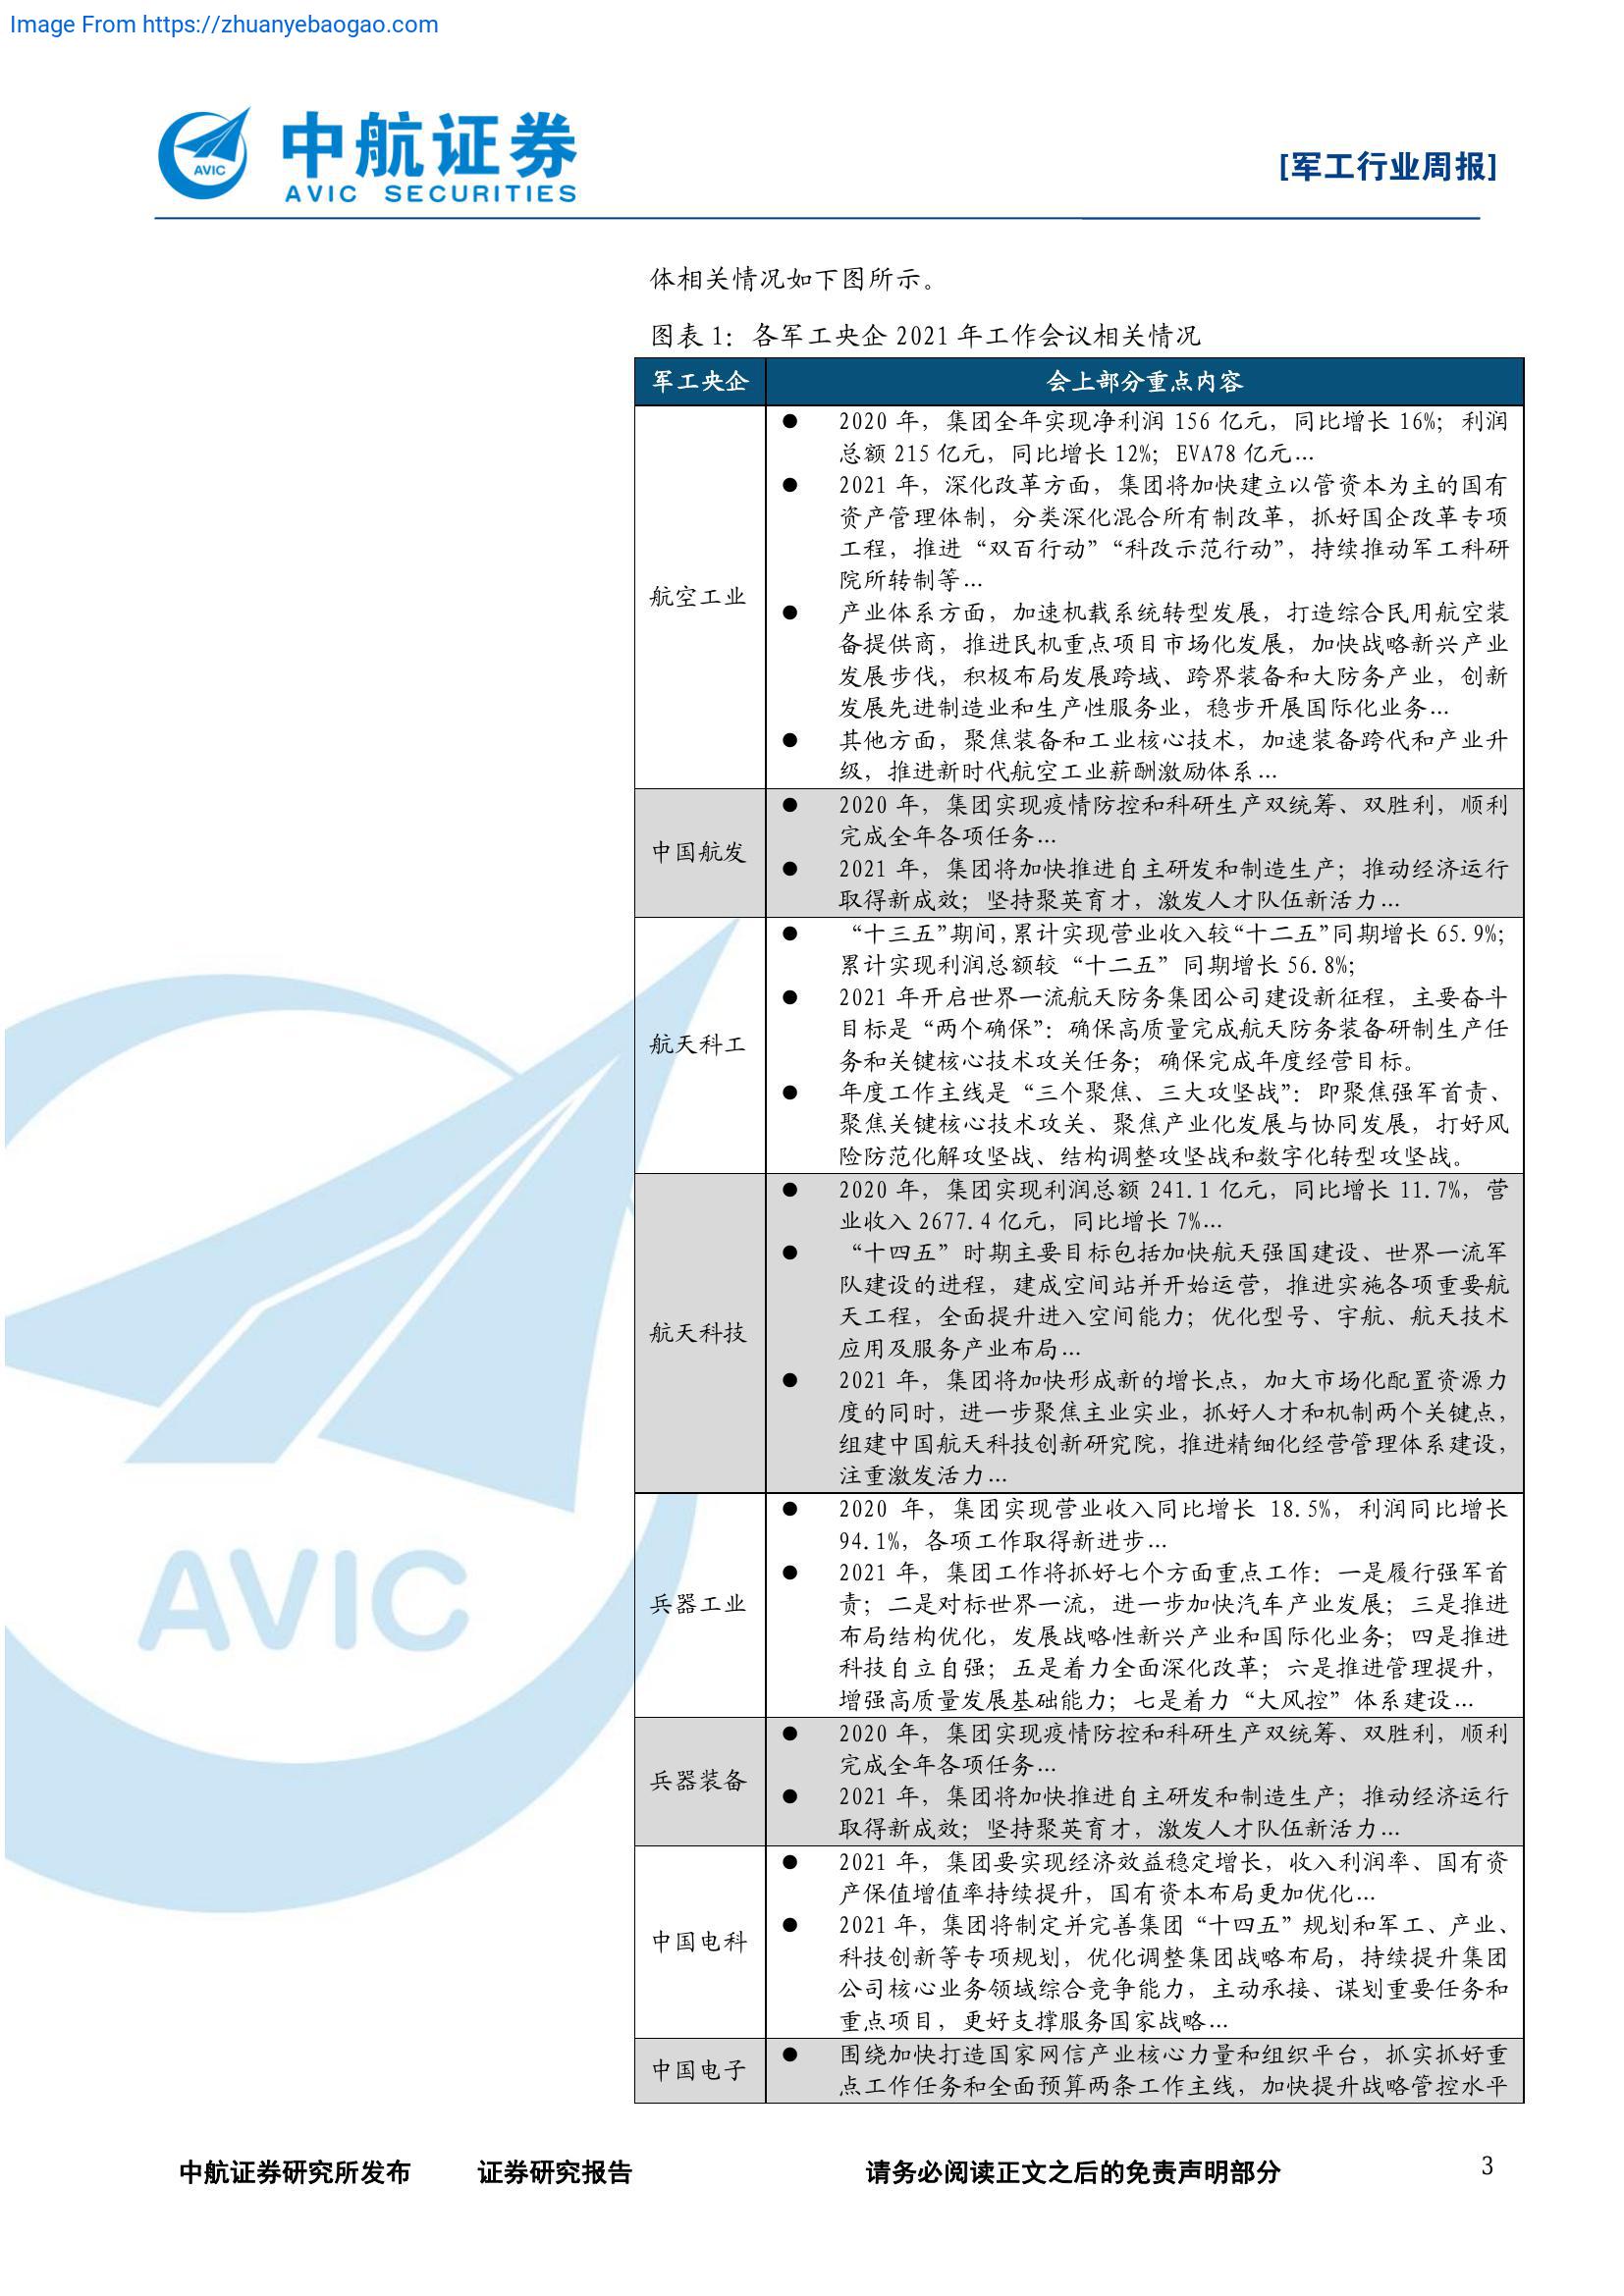 Image From https://zhuanyebaogao.com
AVIC
中航证券
AVIC SECURITIES
[军工行业周报]
体相关情况如下图所示。
图表 1：各军工央企 2021 年工作会议相关情况
军工央企
会上部分重点内容
航空工业
● 2020 年，集团全年实现净利润 156 亿元，同比增长 16%；利润
总额 215 亿元，同比增长 12%；EVA78 亿元…
● 2021 年，深化改革方面，集团将加快建立以管资本为主的国有
资产管理体制，分类深化混合所有制改革，抓好国企改革专项
工程，推进“双百行动”“科改示范行动”，持续推动军工科研
院所转制等…
● 产业体系方面，加速机载系统转型发展，打造综合民用航空装
备提供商，推进民机重点项目市场化发展，加快战略新兴产业
发展步伐，积极布局发展跨域、跨界装备和大防务产业，创新
发展先进制造业和生产性服务业，稳步开展国际化业务…
● 其他方面，聚焦装备和工业核心技术，加速装备跨代和产业升
级，推进新时代航空工业薪酬激励体系…
中国航发
● 2020 年，集团实现疫情防控和科研生产双统筹、双胜利，顺利
完成全年各项任务…
● 2021 年，集团将加快推进自主研发和制造生产；推动经济运行
取得新成效；坚持聚英育才，激发人才队伍新活力…
航天科工
● “十三五”期间，累计实现营业收入较“十二五”同期增长 65.9%；
累计实现利润总额较“十二五”同期增长 56.8%；
● 2021 年开启世界一流航天防务集团公司建设新征程，主要奋斗
目标是“两个确保”：确保高质量完成航天防务装备研制生产任
务和关键核心技术攻关任务；确保完成年度经营目标。
● 年度工作主线是“三个聚焦、三大攻坚战”：即聚焦强军首责、
聚焦关键核心技术攻关、聚焦产业化发展与协同发展，打好风
险防范化解攻坚战、结构调整攻坚战和数字化转型攻坚战。
航天科技
● 2020 年，集团实现利润总额 241.1 亿元，同比增长 11.7%，营
业收入 2677.4 亿元，同比增长 7%…
● “十四五”时期主要目标包括加快航天强国建设、世界一流军
队建设的进程，建成空间站并开始运营，推进实施各项重要航
天工程，全面提升进入空间能力；优化型号、宇航、航天技术
应用及服务产业布局…
● 2021 年，集团将加快形成新的增长点，加大市场化配置资源力
度的同时，进一步聚焦主业实业，抓好人才和机制两个关键点，
组建中国航天科技创新研究院，推进精细化经营管理体系建设，
注重激发活力…
兵器工业
● 2020 年，集团实现营业收入同比增长 18.5%，利润同比增长
94.1%，各项工作取得新进步…
● 2021 年，集团工作将抓好七个方面重点工作：一是履行强军首
责；二是对标世界一流，进一步加快汽车产业发展；三是推进
布局结构优化，发展战略性新兴产业和国际化业务；四是推进
科技自立自强；五是着力全面深化改革；六是推进管理提升，
增强高质量发展基础能力；七是着力“大风控”体系建设…
兵器装备
● 2020 年，集团实现疫情防控和科研生产双统筹、双胜利，顺利
完成全年各项任务…
● 2021 年，集团将加快推进自主研发和制造生产；推动经济运行
取得新成效；坚持聚英育才，激发人才队伍新活力…
中国电科
● 2021 年，集团要实现经济效益稳定增长，收入利润率、国有资
产保值增值率持续提升，国有资本布局更加优化…
● 2021 年，集团将制定并完善集团“十四五”规划和军工、产业、
科技创新等专项规划，优化调整集团战略布局，持续提升集团
公司核心业务领域综合竞争能力，主动承接、谋划重要任务和
重点项目，更好支撑服务国家战略…
中国电子
● 围绕加快打造国家网信产业核心力量和组织平台，抓实抓好重
点工作任务和全面预算两条工作主线，加快提升战略管控水平
AVIC
中航证券研究所发布 证券研究报告 请务必阅读正文之后的免责声明部分 3